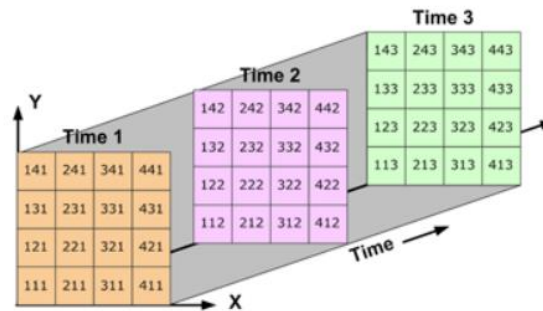 Time 3
143 243 343 443
133 233 333 433
123 223 323 423
113 213 313 413
Time 2
142 242 342 442
132 232 332 432
122 222 322 422
112 212 312 412
Y
Time 1
141 241 341 441
131 231 331 431
121 221 321 421
111 211 311 411
X
Time